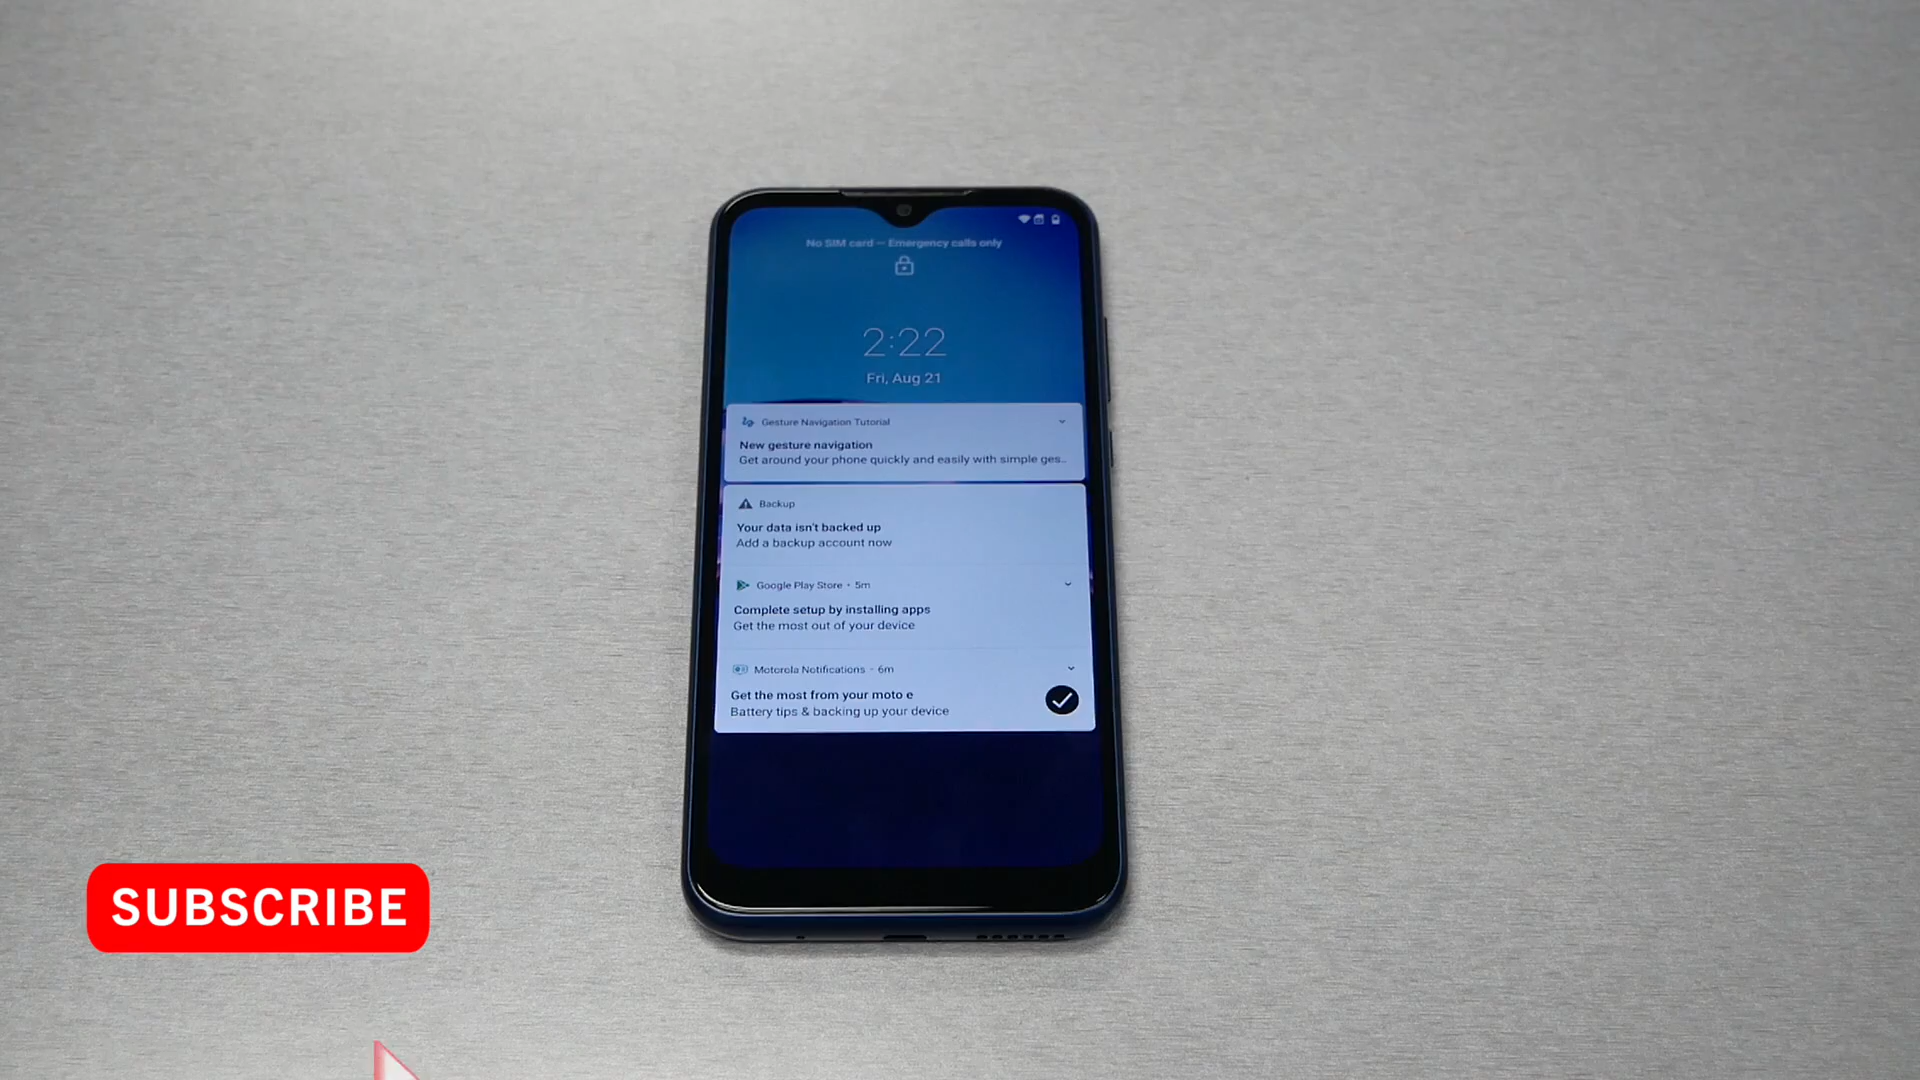 No SIM card — Emergency calls only
2:22
Fri, Aug 21
Gesture Navigation Tutorial
New gesture navigation
Get around your phone quickly and easily with simple ges..
Backup
Your data isn't backed up
Add a backup account now
Google Play Store • 5m
Complete setup by installing apps
Get the most out of your device
Motorola Notifications • 6m
Get the most from your moto e
Battery tips & backing up your device
SUBSCRIBE